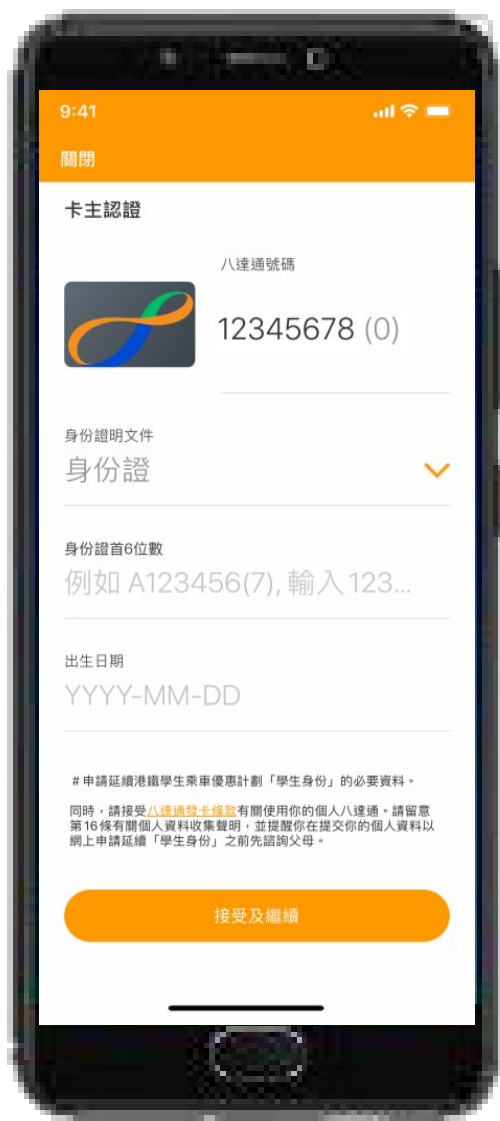 9:41
關閉
卡主認證
八達通號碼
12345678 (0)
身份證明文件
身份證
身份證首6位數
例如 A123456(7), 輸入 123...
出生日期
YYYY-MM-DD
# 申請延續港鐵學生乘車優惠計劃「學生身份」的必要資料。
同時，請接受八達通發卡條款有關使用你的個人八達通。請留意
第16條有關個人資料收集聲明，並提醒你在提交你的個人資料以
網上申請延續「學生身份」之前先諮詢父母。
接受及繼續